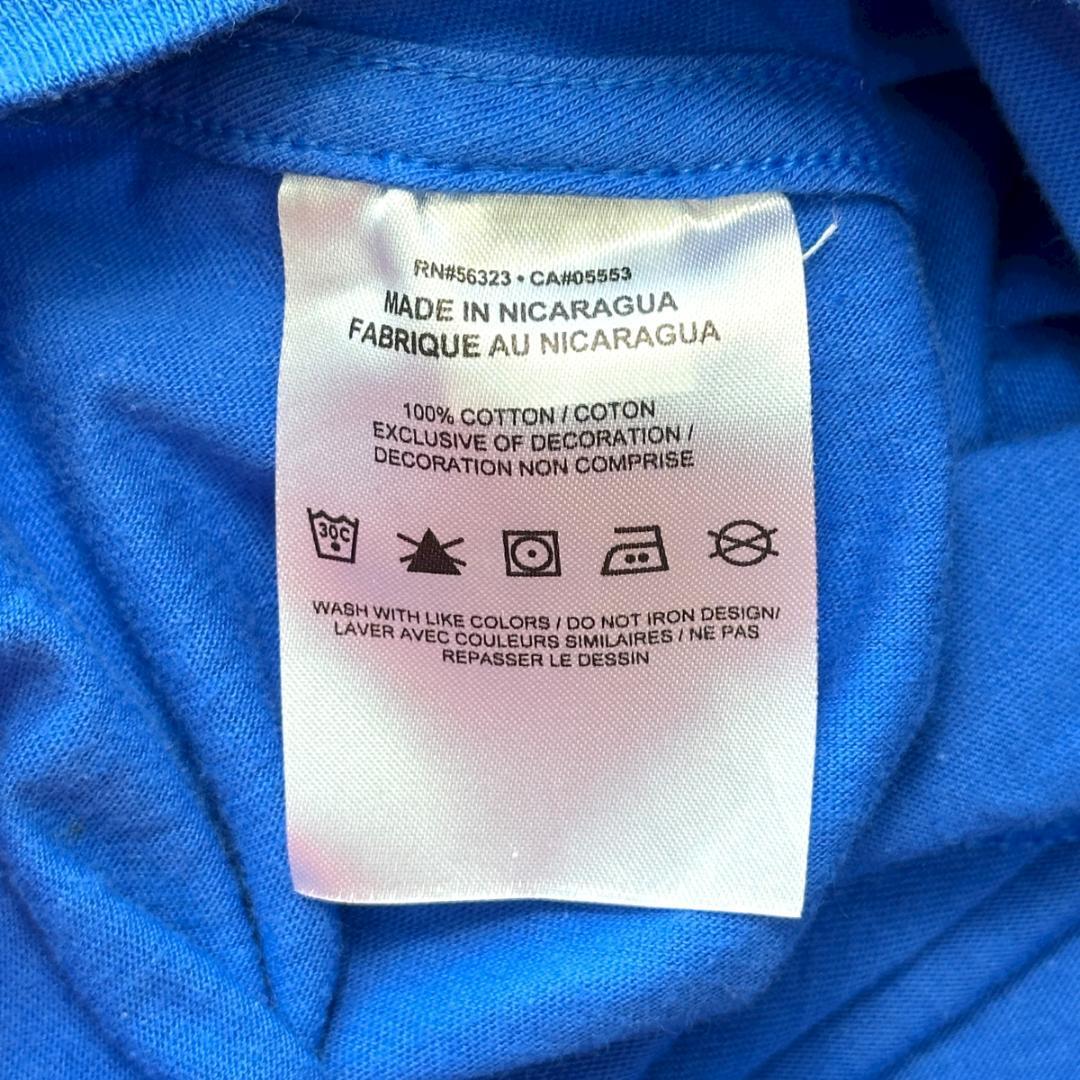 RN#56323 • CA#05553
MADE IN NICARAGUA
FABRIQUE AU NICARAGUA
100% COTTON / COTON
EXCLUSIVE OF DECORATION /
DECORATION NON COMPRISE
30C
WASH WITH LIKE COLORS / DO NOT IRON DESIGN/
LAVER AVEC COULEURS SIMILAIRES / NE PAS
REPASSER LE DESSIN